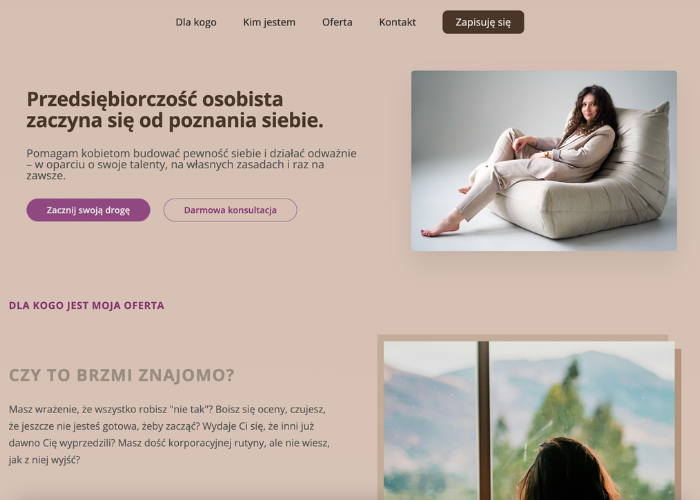 Dla kogo Kim jestem Oferta Kontakt Zapisuję się
Przedsiębiorczość osobista
zaczyna się od poznania siebie.
Pomagam kobietom budować pewność siebie i działać odważnie
– w oparciu o swoje talenty, na własnych zasadach i raz na
zawsze.
Zacznij swoją drogę Darmowa konsultacja
DLA KOGO JEST MOJA OFERTA
CZY TO BRZMI ZNAJOMO?
Masz wrażenie, że wszystko robisz "nie tak"? Boisz się oceny, czujesz,
że jeszcze nie jesteś gotowa, żeby zacząć? Wydaje Ci się, że inni już
dawno Cię wyprzedzili? Masz dość korporacyjnej rutyny, ale nie wiesz,
jak z niej wyjść?